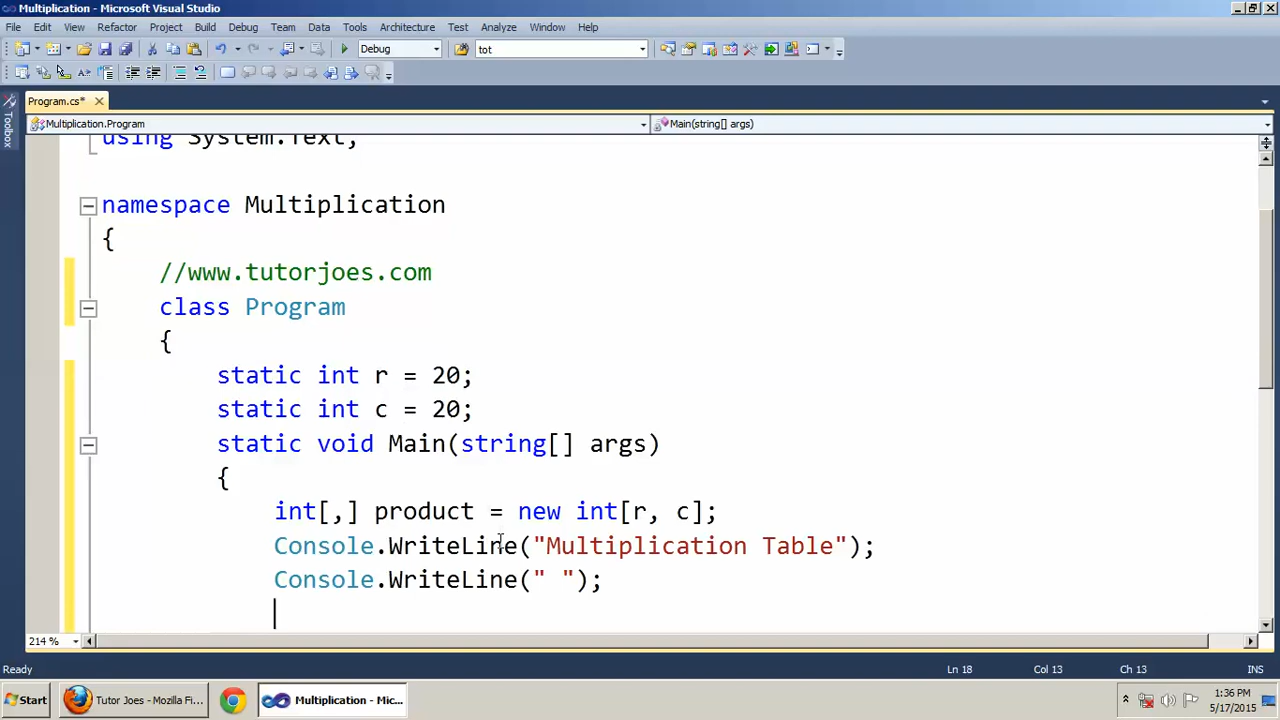 Multiplication - Microsoft Visual Studio
File Edit View Refactor Project Build Debug Team Data Tools Architecture Test Analyze Window Help
Debug tot
Program.cs* ×
Toolbox
Multiplication.Program Main(string[] args)
using System.Text;
namespace Multiplication
{
//www.tutorjoes.com
class Program
{
static int r = 20;
static int c = 20;
static void Main(string[] args)
{
int[,] product = new int[r, c];
Console.WriteLine("Multiplication Table");
Console.WriteLine(" ");
214 %
Ready Ln 18 Col 13 Ch 13 INS
Start Tutor Joes - Mozilla Fi... Multiplication - Mic... 1:36 PM
5/17/2015